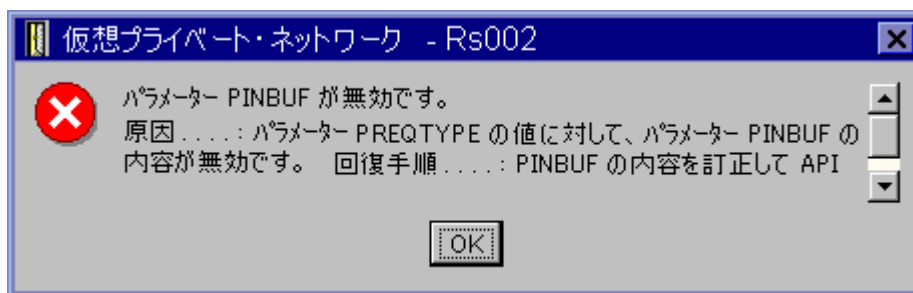 仮想プライベート・ネットワーク - Rs002
パラメーター PINBUF が無効です。
原因 . . . . : パラメーター PREQTYPE の値に対して、パラメーター PINBUF の
内容が無効です。 回復手順 . . . . : PINBUF の内容を訂正して API
OK